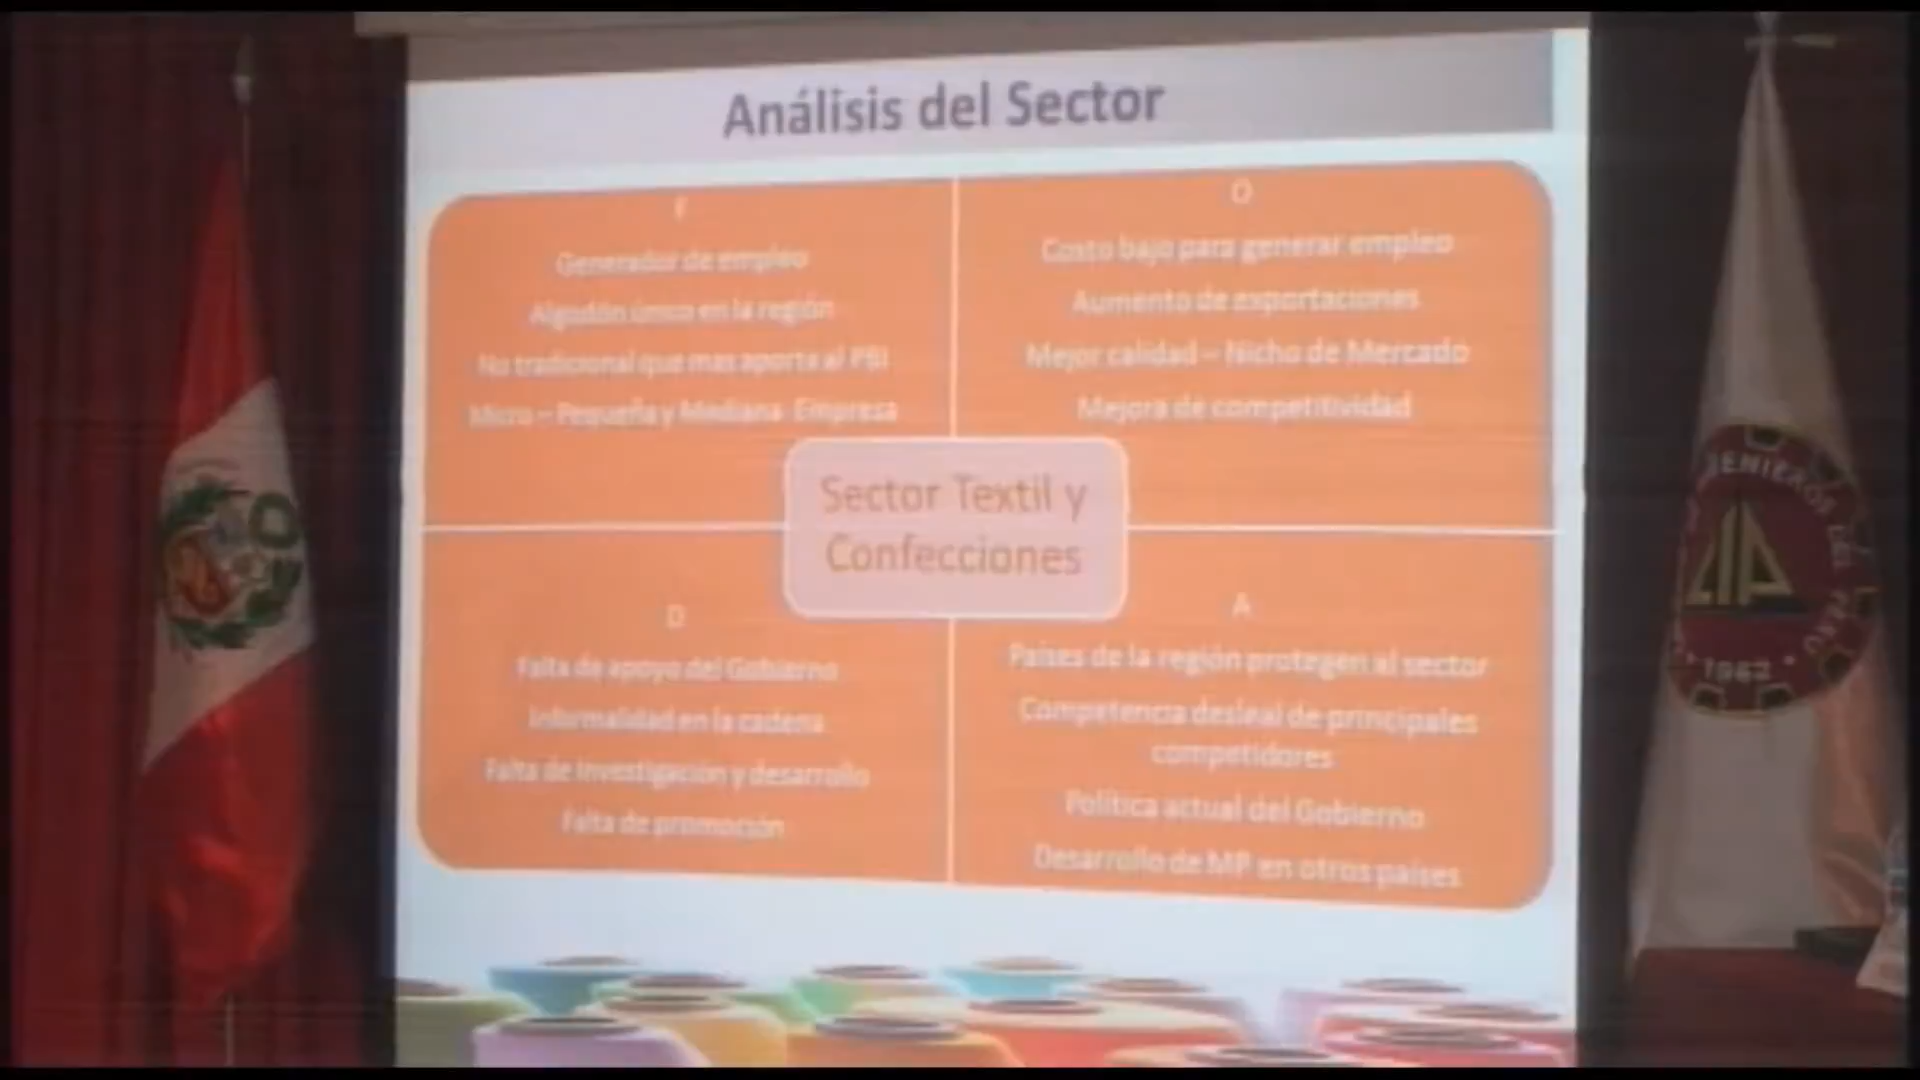 Análisis del Sector
F
Generador de empleo
Algodón único en la región
No tradicional que mas aporta al PBI
Micro – Pequeña y Mediana Empresa
O
Costo bajo para generar empleo
Aumento de exportaciones
Mejor calidad – Nicho de Mercado
Mejora de competitividad
Sector Textil y
Confecciones
D
Falta de apoyo del Gobierno
Informalidad en la cadena
Falta de Investigación y desarrollo
Falta de promoción
A
Países de la región protegen al sector
Competencia desleal de principales
competidores
Política actual del Gobierno
Desarrollo de MP en otros países
INGENIEROS DEL PERU
CIP
1962